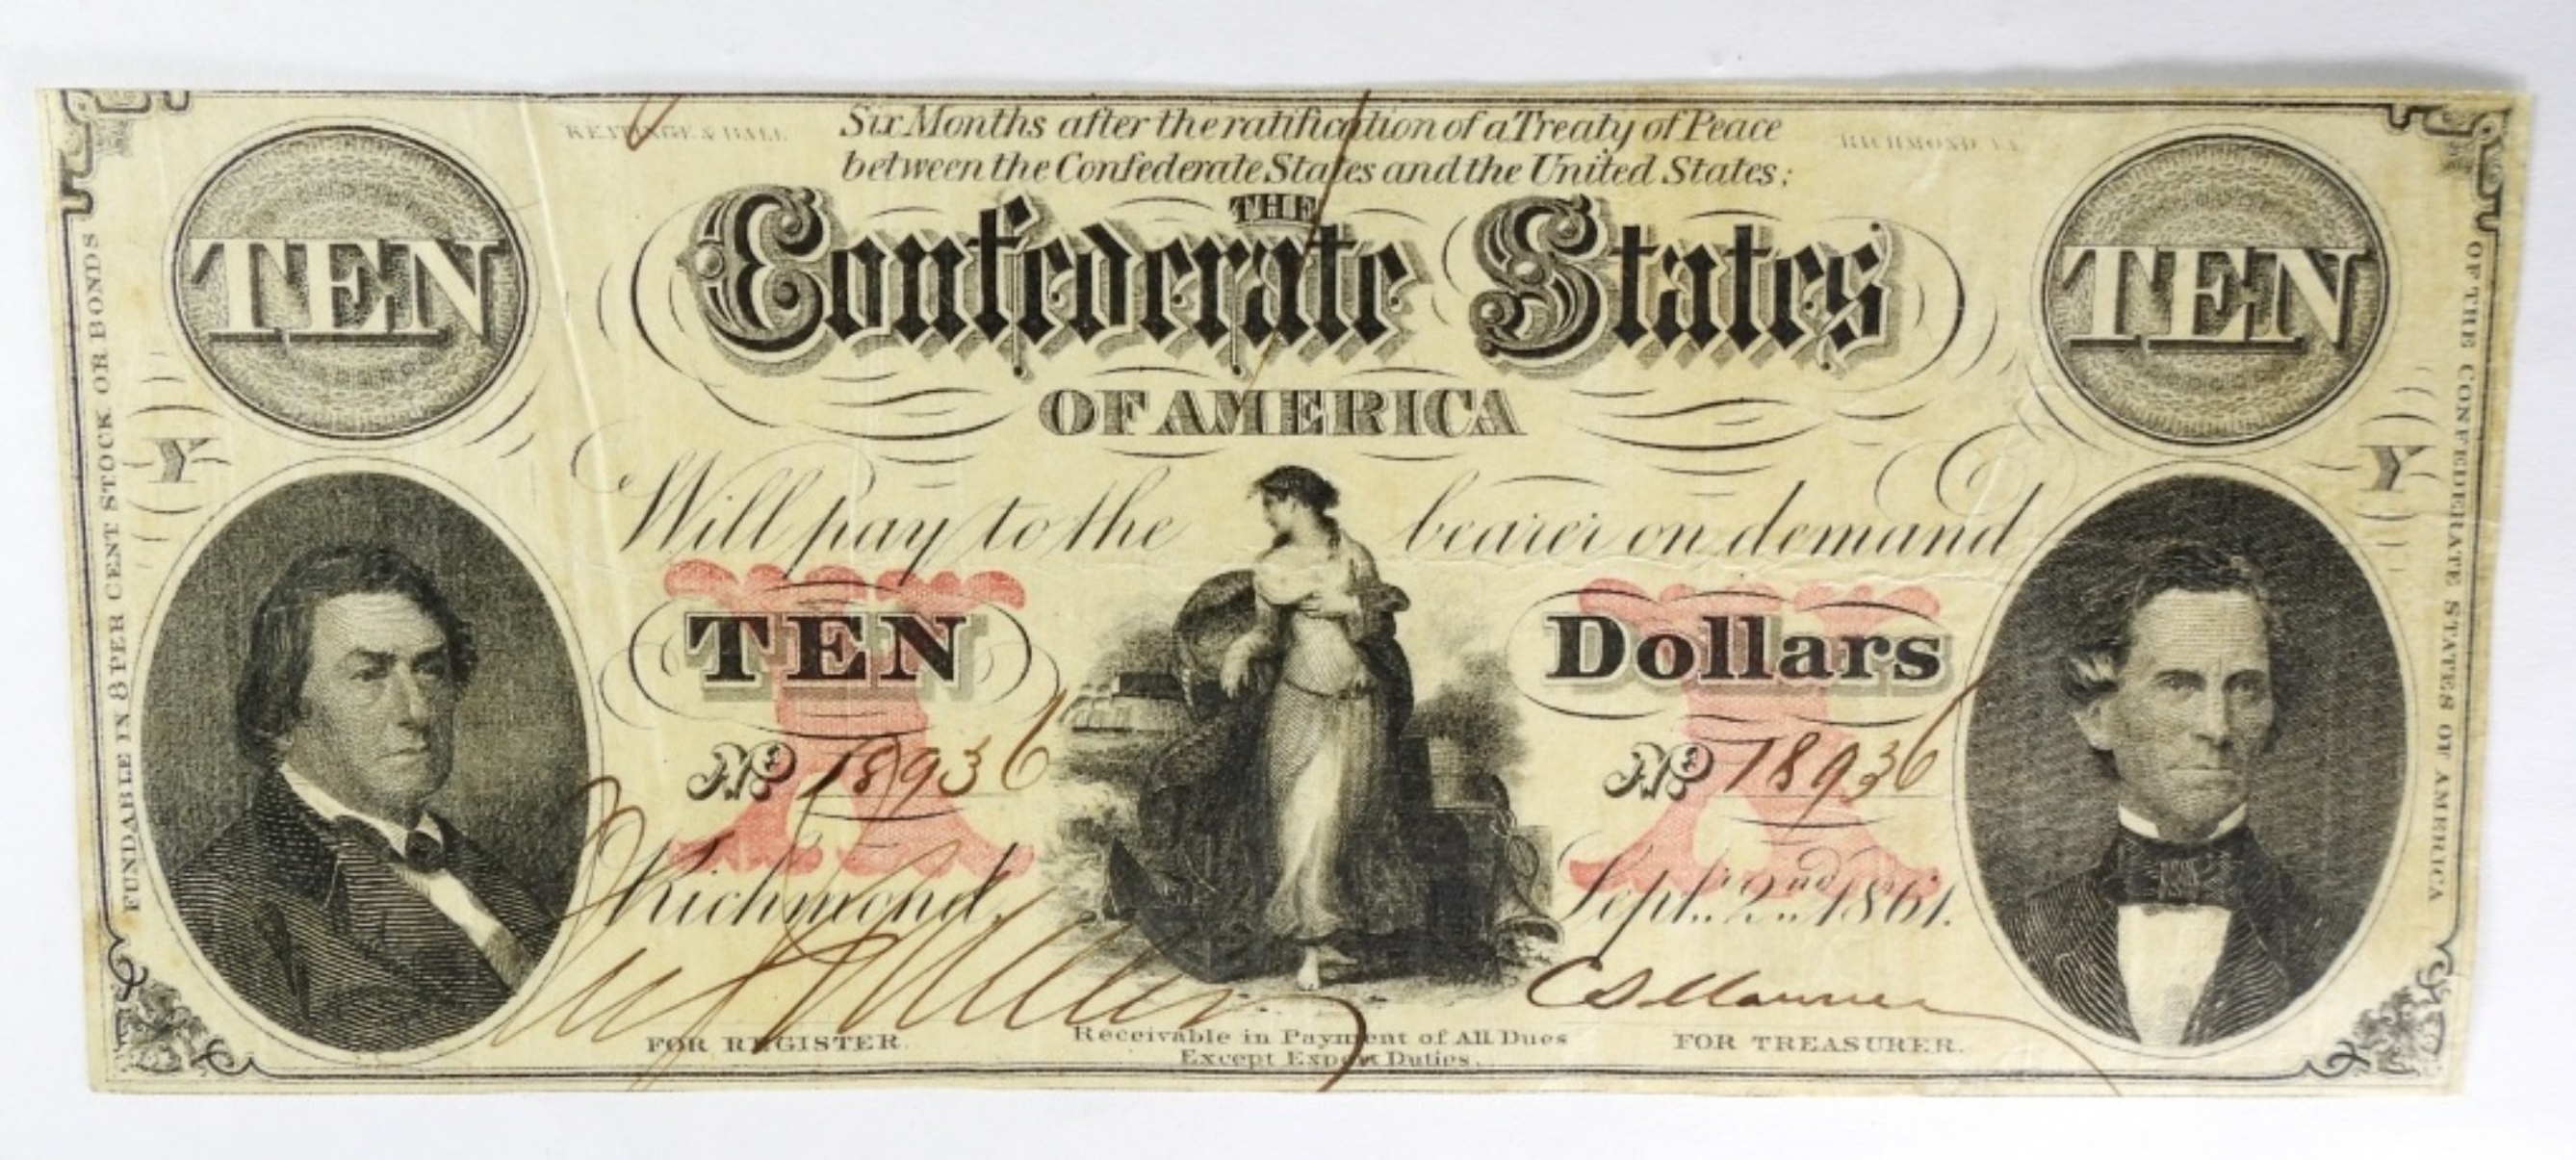 KEATINGE & BALL
RICHMOND VA.
Six Months after the ratification of a Treaty of Peace
between the Confederate States and the United States;
TEN
THE
Confederate States
TEN
OF AMERICA
Y
Y
FUNDABLE IN 8 PER CENT STOCK OR BONDS
OF THE CONFEDERATE STATES OF AMERICA
Will pay to the bearer on demand
TEN Dollars
X
X
No. 18936
No. 18936
Richmond,
Sept. 2nd 1861.
FOR REGISTER.
Receivable in Payment of All Dues
Except Export Duties.
FOR TREASURER.